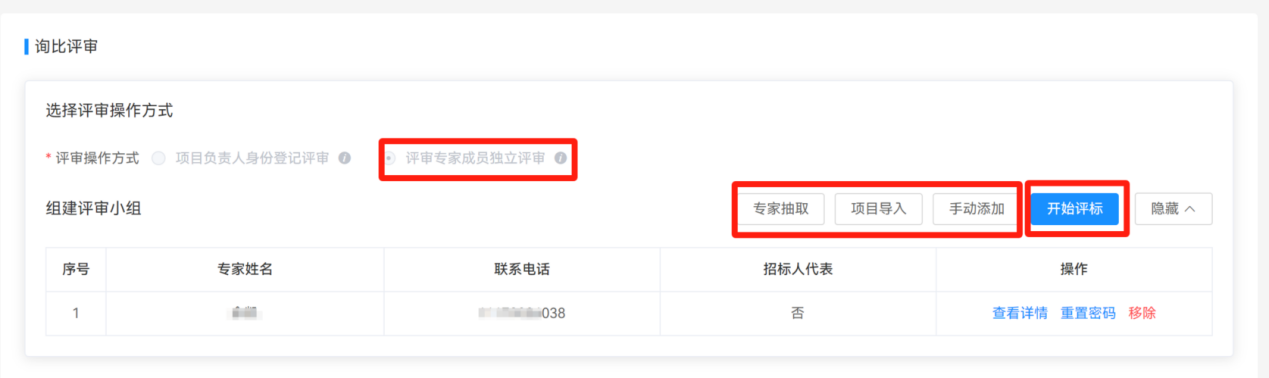 询比评审
选择评审操作方式
* 评审操作方式 项目负责人身份登记评审 评审专家成员独立评审
组建评审小组 专家抽取 项目导入 手动添加 开始评标 隐藏
序号 专家姓名 联系电话 招标人代表 操作
1 038 否 查看详情 重置密码 移除